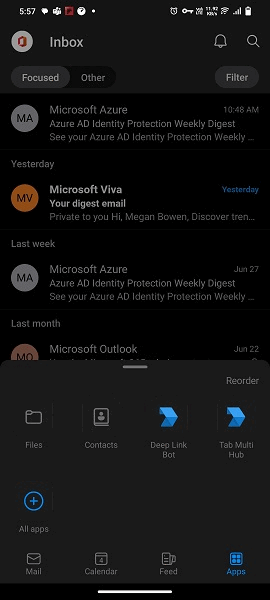 5:57
11.92 KB/s
Inbox
Focused
Other
Filter
MA
Microsoft Azure
10:48 AM
Azure AD Identity Protection Weekly Digest
See your Azure AD Identity Protection Weekly ...
Yesterday
MV
Microsoft Viva
Yesterday
Your digest email
Private to you Hi, Megan Bowen, Discover tren...
Last week
MA
Microsoft Azure
Jun 27
Azure AD Identity Protection Weekly Digest
See your Azure AD Identity Protection Weekly ...
Last month
MO
Microsoft Outlook
Jun 22
Reorder
Files
Contacts
Deep Link
Bot
Tab Multi
Hub
All apps
Mail
4
Calendar
Feed
Apps